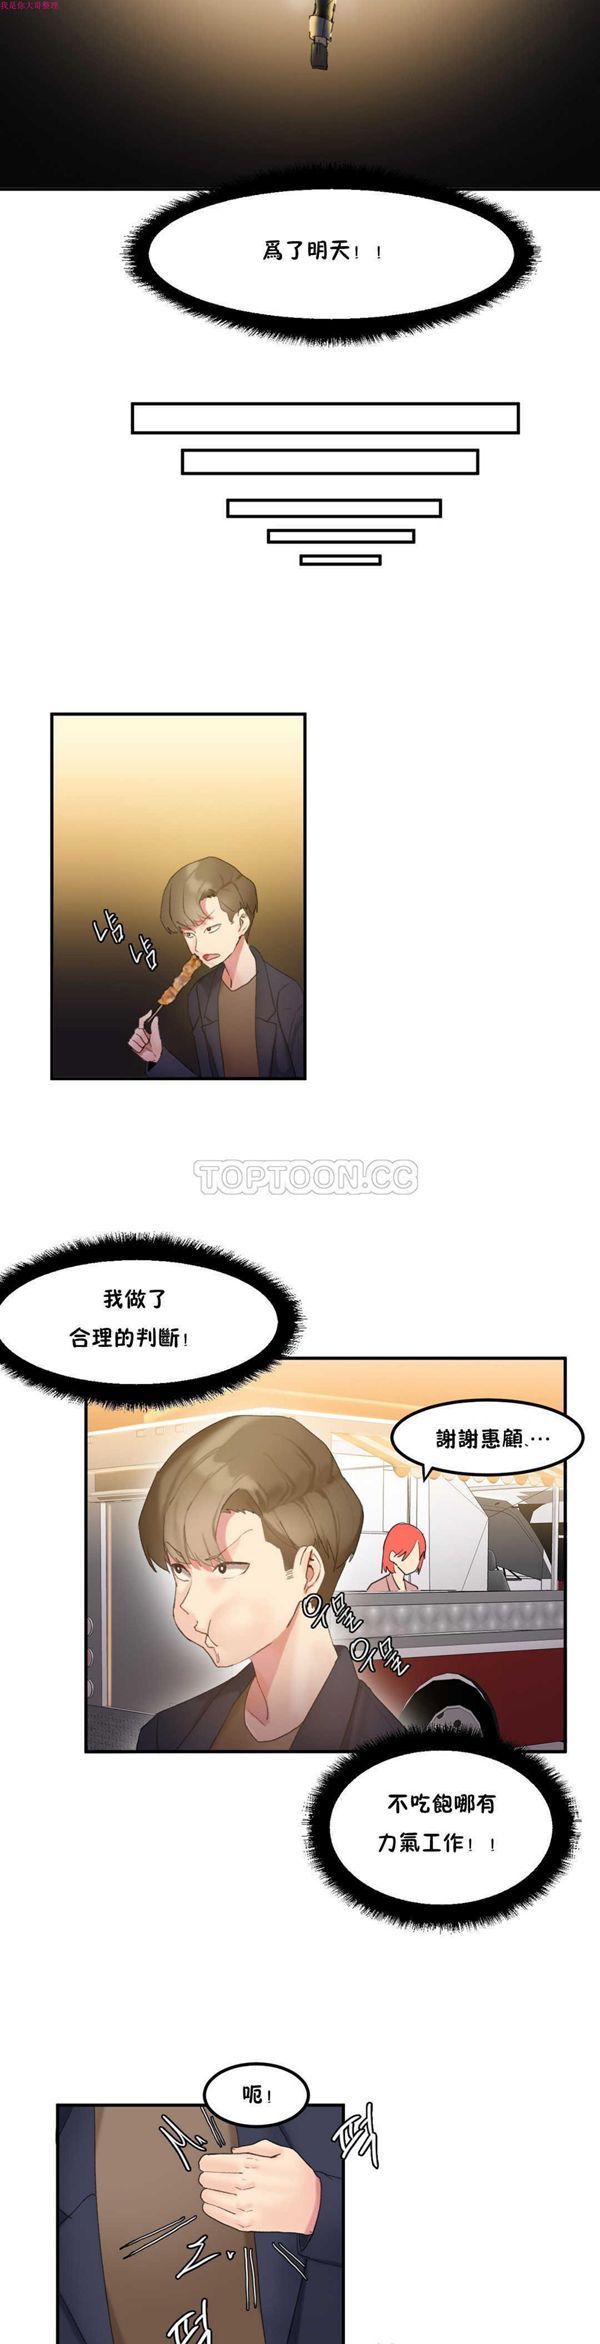 我是你大哥整理
爲了明天！！
냠
냠
TOPTOON.CC
我做了
合理的判斷！
謝謝惠顧、…
우물
우물
不吃飽哪有
力氣工作！！
呃！
퍽
퍽